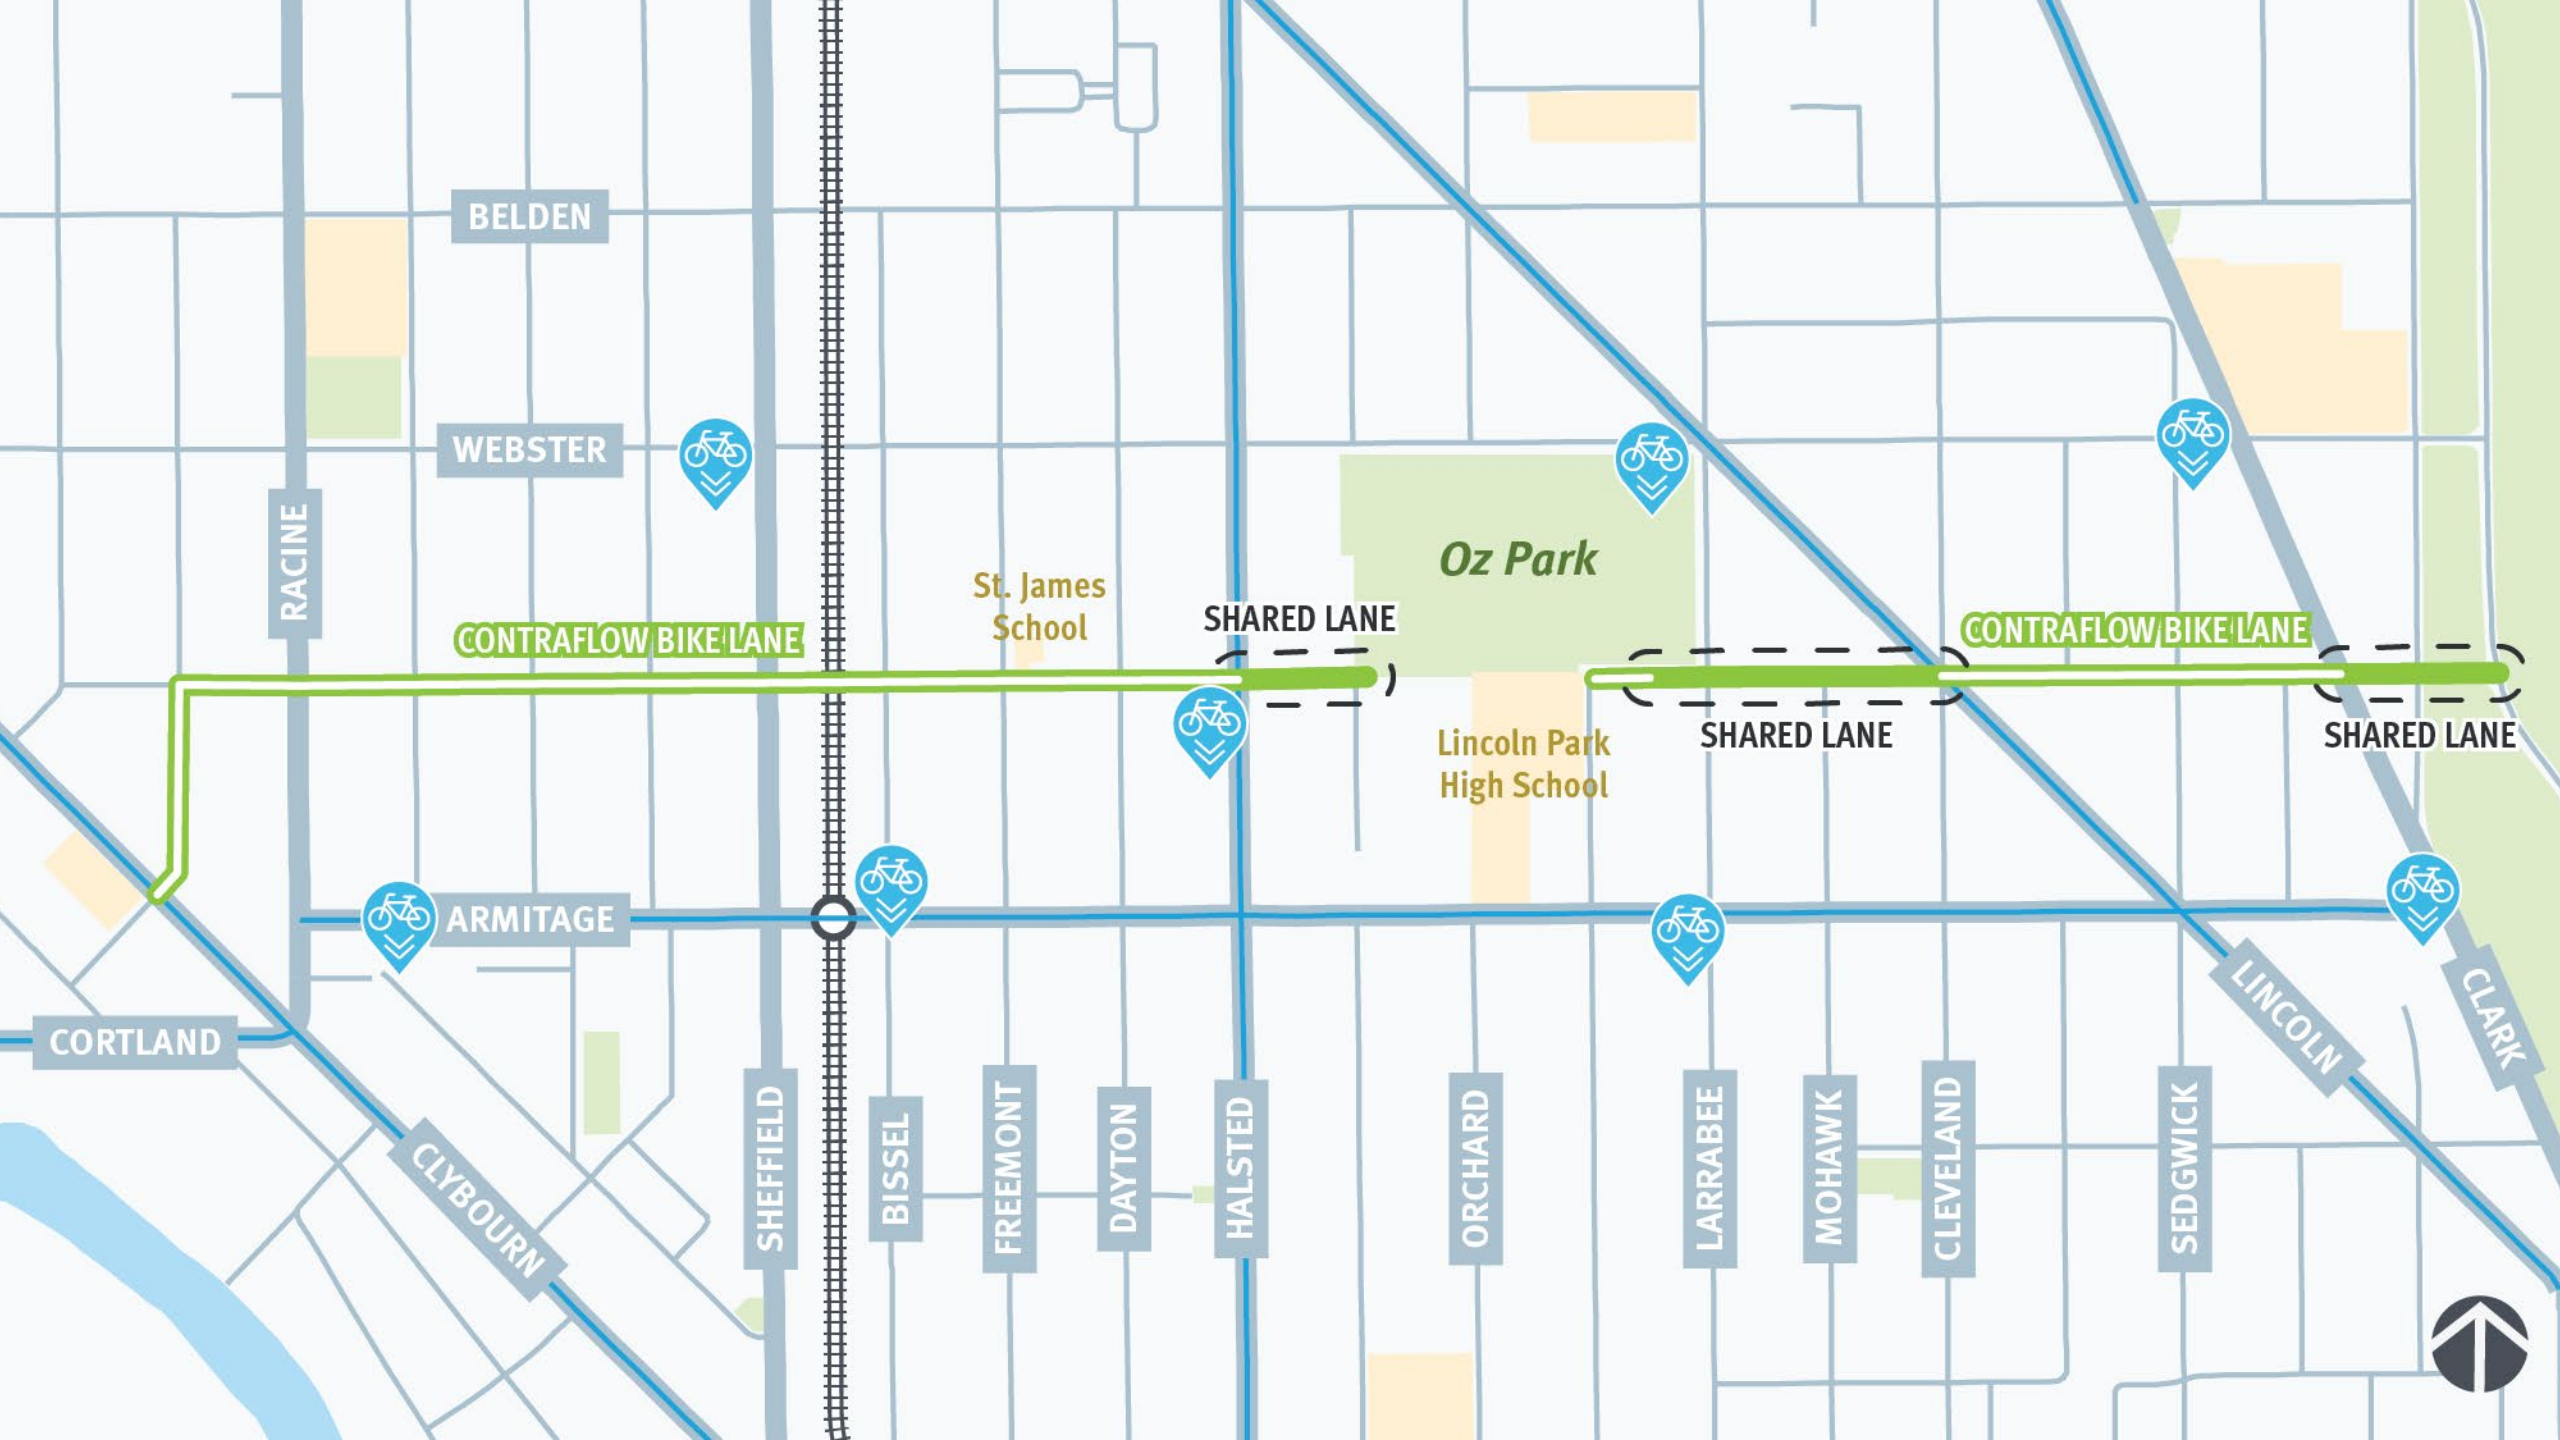 BELDEN
WEBSTER
RACINE
Oz Park
St. James
School
SHARED LANE
CONTRAFLOW BIKE LANE
CONTRAFLOW BIKE LANE
Lincoln Park
High School
SHARED LANE
SHARED LANE
ARMITAGE
CORTLAND
CLYBOURN
SHEFFIELD
BISSEL
FREEMONT
DAYTON
HALSTED
ORCHARD
LARRABEE
MOHAWK
CLEVELAND
SEDGWICK
LINCOLN
CLARK